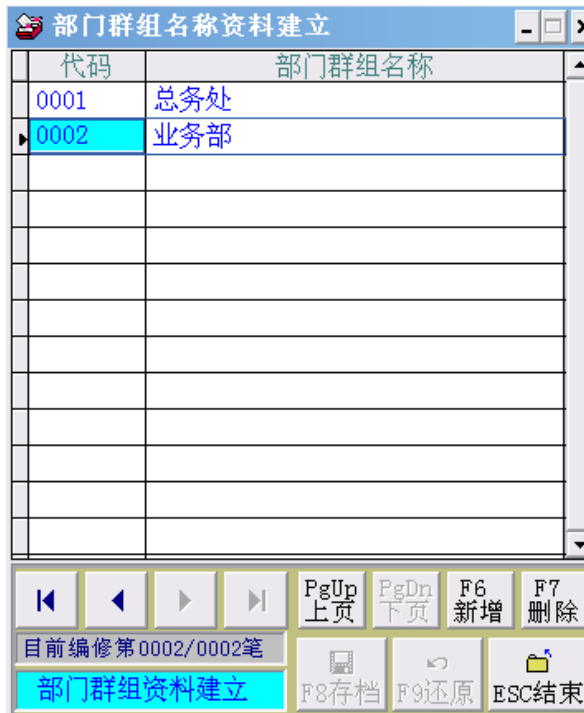 部门群组名称资料建立
代码 部门群组名称
0001 总务处
0002 业务部
PgUp 上页
PgDn 下页
F6 新增
F7 删除
目前编修第0002/0002笔
部门群组资料建立
F8存档
F9还原
ESC结束